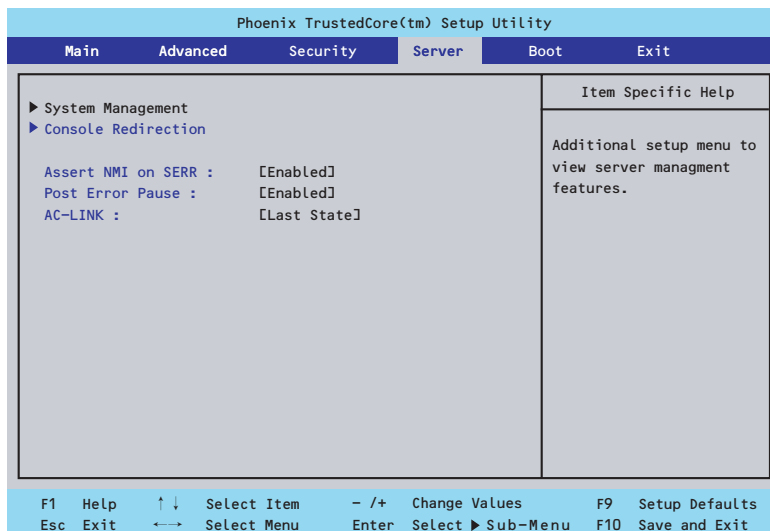 Phoenix TrustedCore(tm) Setup Utility
Main Advanced Security Server Boot Exit
▶ System Management
▶ Console Redirection
Assert NMI on SERR : [Enabled]
Post Error Pause : [Enabled]
AC-LINK : [Last State]
Item Specific Help
Additional setup menu to
view server managment
features.
F1 Help ↑↓ Select Item - /+ Change Values F9 Setup Defaults
Esc Exit ←→ Select Menu Enter Select ▶ Sub-Menu F10 Save and Exit